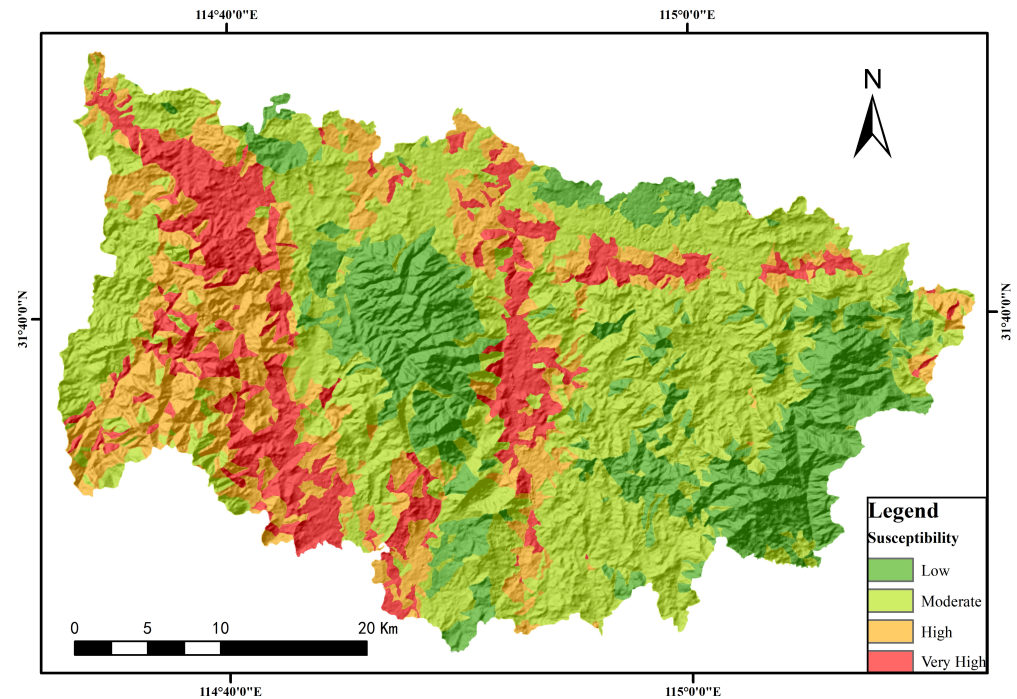 114°40'0"E 115°0'0"E
N
31°40'0"N
31°40'0"N
Legend
Susceptibility
Low
Moderate
High
Very High
0 5 10 20 Km
114°40'0"E 115°0'0"E